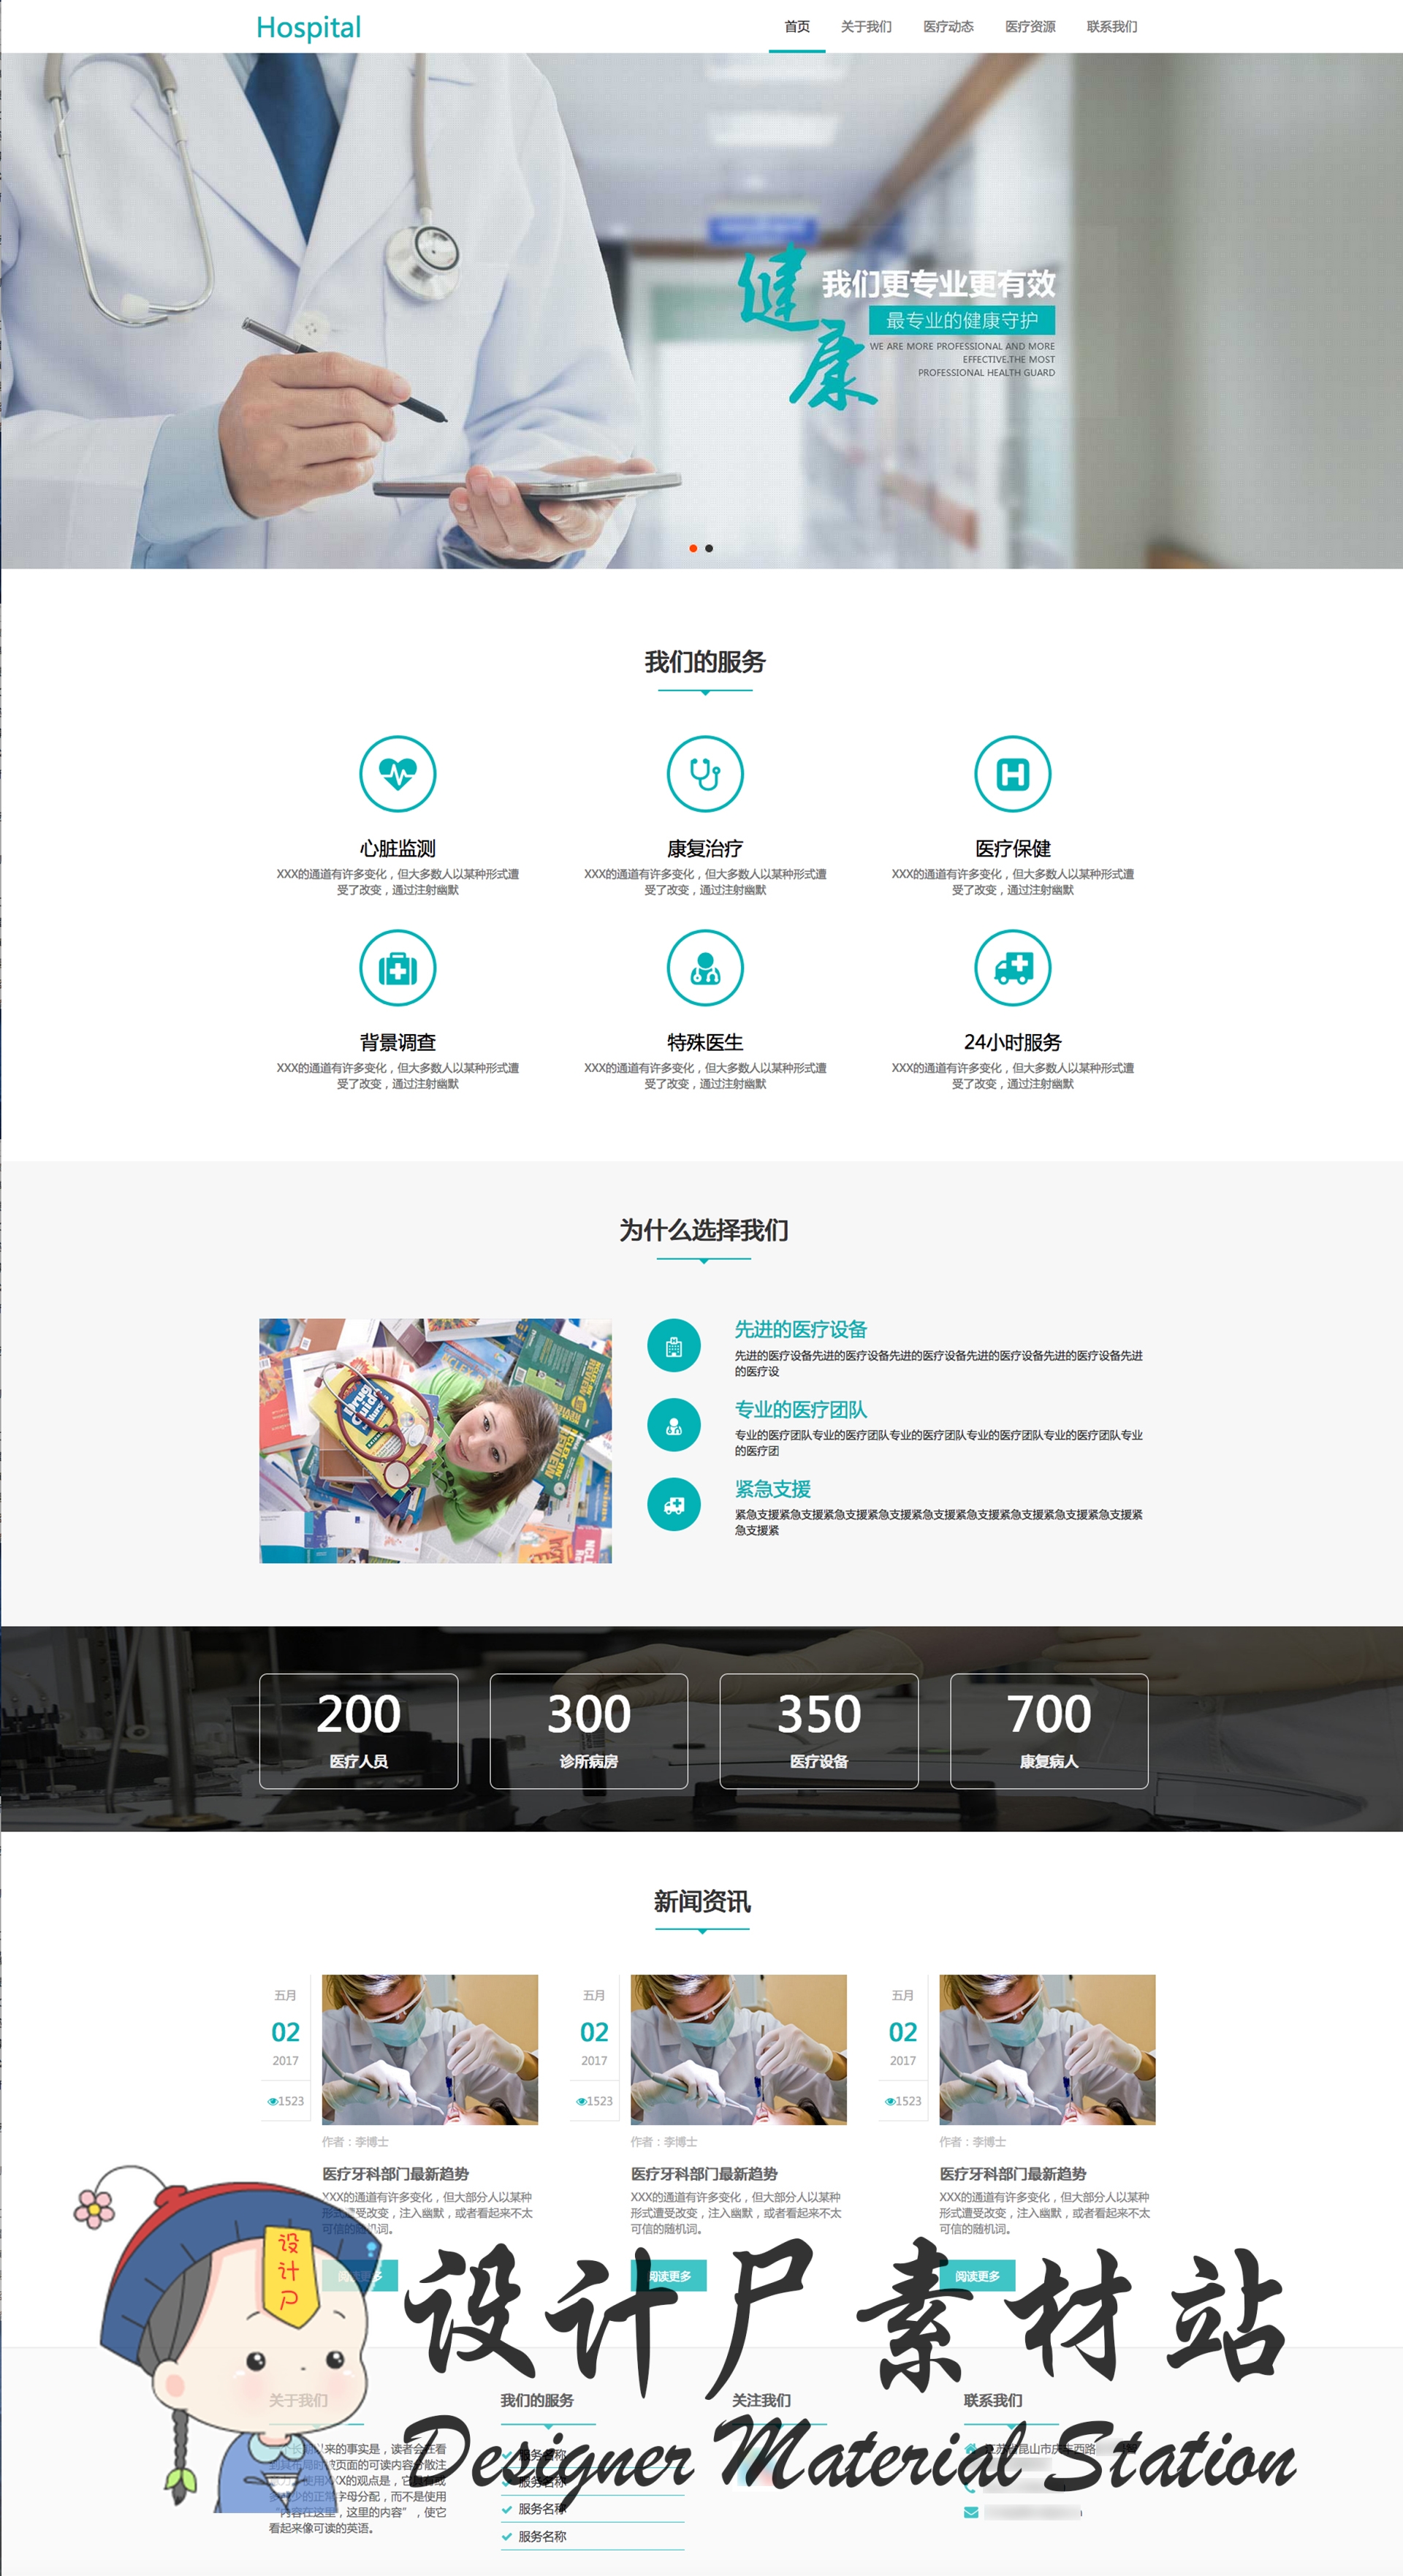 Hospital
首页 关于我们 医疗动态 医疗资源 联系我们
健康
我们更专业更有效
最专业的健康守护
WE ARE MORE PROFESSIONAL AND MORE
EFFECTIVE.THE MOST
PROFESSIONAL HEALTH GUARD
我们的服务
心脏监测
XXX的通道有许多变化，但大多数人以某种形式遭
受了改变，通过注射幽默
康复治疗
XXX的通道有许多变化，但大多数人以某种形式遭
受了改变，通过注射幽默
医疗保健
XXX的通道有许多变化，但大多数人以某种形式遭
受了改变，通过注射幽默
背景调查
XXX的通道有许多变化，但大多数人以某种形式遭
受了改变，通过注射幽默
特殊医生
XXX的通道有许多变化，但大多数人以某种形式遭
受了改变，通过注射幽默
24小时服务
XXX的通道有许多变化，但大多数人以某种形式遭
受了改变，通过注射幽默
为什么选择我们
Drug
Guide
NCLEX-RN
REVIEW
先进的医疗设备
先进的医疗设备先进的医疗设备先进的医疗设备先进的医疗设备先进的医疗设备先进
的医疗设
专业的医疗团队
专业的医疗团队专业的医疗团队专业的医疗团队专业的医疗团队专业的医疗团队专业
的医疗团
紧急支援
紧急支援紧急支援紧急支援紧急支援紧急支援紧急支援紧急支援紧急支援紧急支援紧
急支援紧
200
医疗人员
300
诊所病房
350
医疗设备
700
康复病人
新闻资讯
五月
02
2017
1523
作者：李博士
医疗牙科部门最新趋势
XXX的通道有许多变化，但大部分人以某种
形式遭受改变，注入幽默，或者看起来不太
可信的随机词。
阅读更多
五月
02
2017
1523
作者：李博士
医疗牙科部门最新趋势
XXX的通道有许多变化，但大部分人以某种
形式遭受改变，注入幽默，或者看起来不太
可信的随机词。
阅读更多
五月
02
2017
1523
作者：李博士
医疗牙科部门最新趋势
XXX的通道有许多变化，但大部分人以某种
形式遭受改变，注入幽默，或者看起来不太
可信的随机词。
阅读更多
设计尸
设计尸素材站
Designer Material Station
关于我们
来的事实是，读者会在看
页面的可读内容分散注
使用XXX的观点是，它
的正常字母分配，而不是使用
“内容在这里，这里的内容”，使它
看起来像可读的英语。
我们的服务
服务名称
服务名称
服务名称
服务名称
关注我们
联系我们
江苏省昆山市庆丰西路